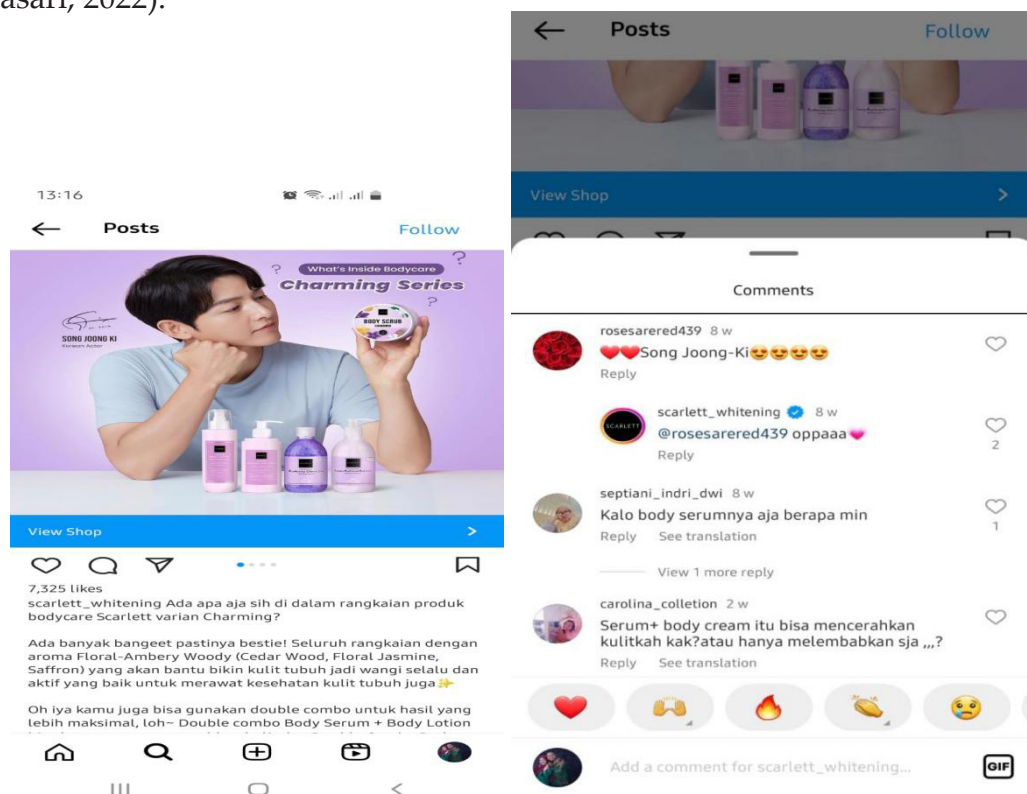 asari, 2022).
13:16
Posts
Follow
What's Inside Bodycare
Charming Series
SONG JOONG KI
Korean Actor
BODY SCRUB
View Shop
7,325 likes
scarlett_whitening Ada apa aja sih di dalam rangkaian produk
bodycare Scarlett varian Charming?
Ada banyak bangeet pastinya bestie! Seluruh rangkaian dengan
aroma Floral-Ambery Woody (Cedar Wood, Floral Jasmine,
Saffron) yang akan bantu bikin kulit tubuh jadi wangi selalu dan
aktif yang baik untuk merawat kesehatan kulit tubuh juga✨
Oh iya kamu juga bisa gunakan double combo untuk hasil yang
lebih maksimal, loh~ Double combo Body Serum + Body Lotion
Posts
Follow
View Shop
Comments
rosesarered439 8 w
❤️❤️Song Joong-Ki😍😍😍😍
Reply
SCARLETT
scarlett_whitening 8 w
@rosesarered439 oppaaa💗
2
Reply
septiani_indri_dwi 8 w
Kalo body serumnya aja berapa min
1
Reply See translation
View 1 more reply
carolina_colletion 2 w
Serum+ body cream itu bisa mencerahkan
kulitkah kak?atau hanya melembabkan sja ,,,?
Reply See translation
Add a comment for scarlett_whitening...
GIF